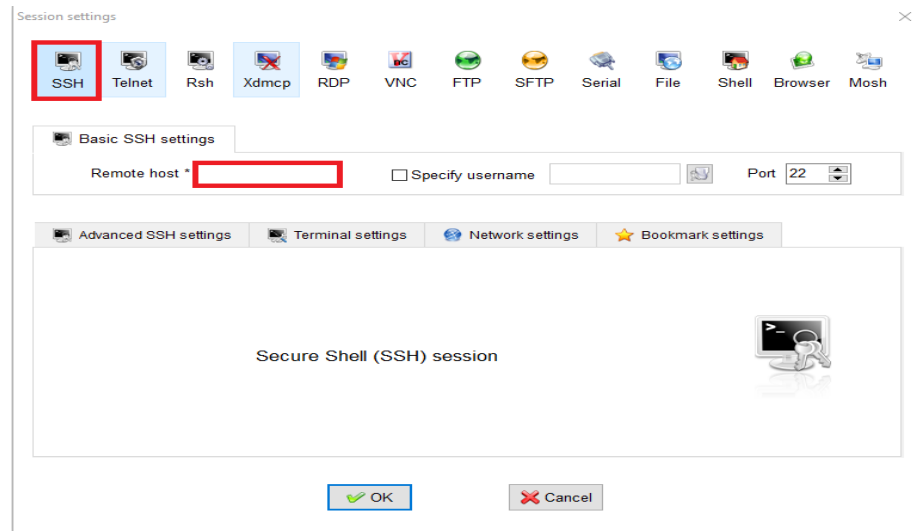 Session settings
SSH Telnet Rsh Xdmcp RDP VNC FTP SFTP Serial File Shell Browser Mosh
Basic SSH settings
Remote host * Specify username Port 22
Advanced SSH settings Terminal settings Network settings Bookmark settings
Secure Shell (SSH) session
OK Cancel